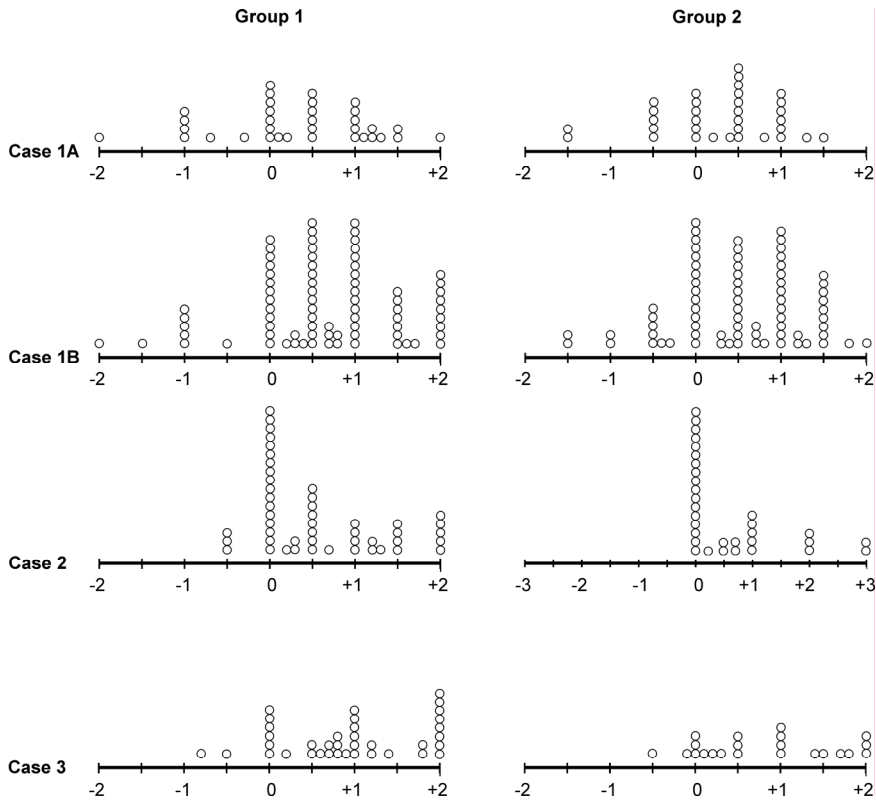 Group 1 Group 2
Case 1A
-2 -1 0 +1 +2 -2 -1 0 +1 +2
Case 1B
-2 -1 0 +1 +2 -2 -1 0 +1 +2
Case 2
-2 -1 0 +1 +2 -3 -2 -1 0 +1 +2 +3
Case 3
-2 -1 0 +1 +2 -2 -1 0 +1 +2